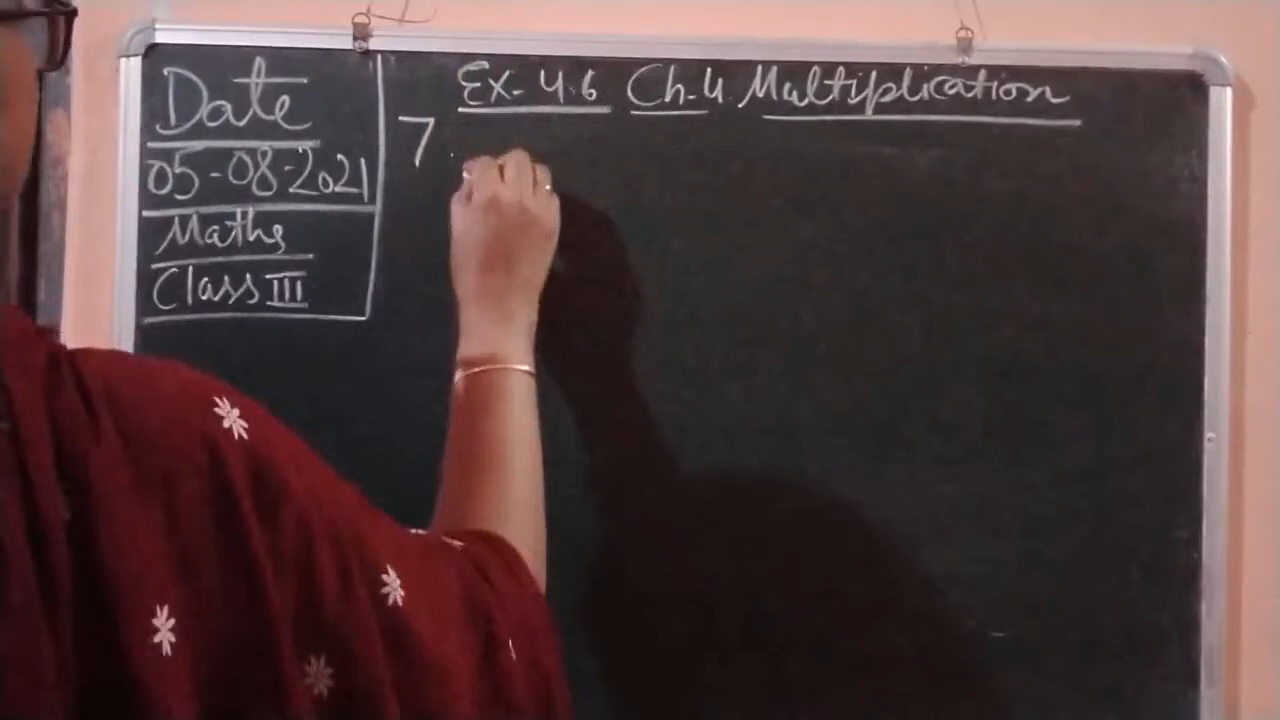 Date
05-08-2021
Maths
Class III
Ex-4.6 Ch-4. Multiplication
7